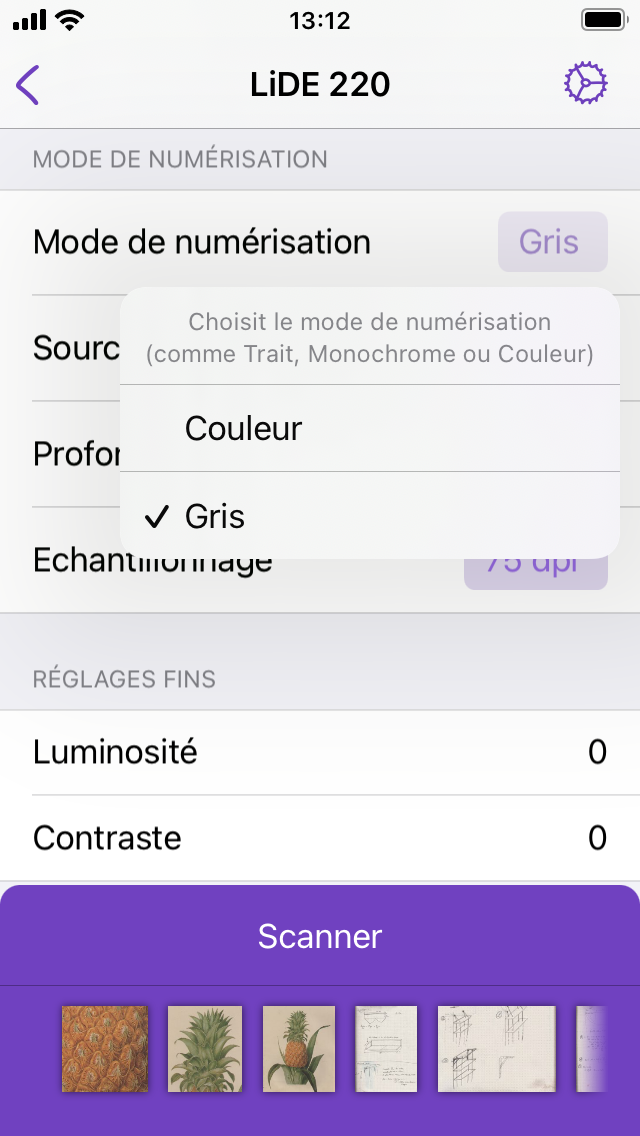 13:12
LiDE 220
MODE DE NUMÉRISATION
Mode de numérisation
Gris
Choisit le mode de numérisation
(comme Trait, Monochrome ou Couleur)
Sourc
Couleur
Profor
Gris
Echantillonnage
75 dpi
RÉGLAGES FINS
Luminosité
0
Contraste
0
Scanner